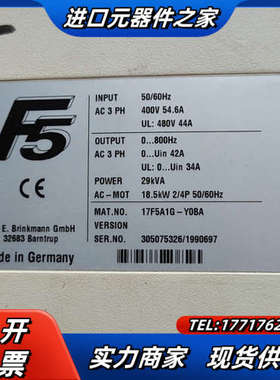 进口元器件之家
F5
CE
INPUT 50/60Hz
AC 3 PH 400V 54.6A
UL: 480V 44A
OUTPUT 0...800Hz
AC 3 PH 0...Uin 42A
UL: 0...Uin 34A
POWER 29kVA
AC-MOT 18.5kW 2/4P 50/60Hz
MAT.NO. 17F5A1G-Y0BA
VERSION
SER.NO. 305075326/1990697
E. Brinkmann GmbH
32683 Barntrup
de in Germany
开
票
TEL:1771762
实力商家 现货供